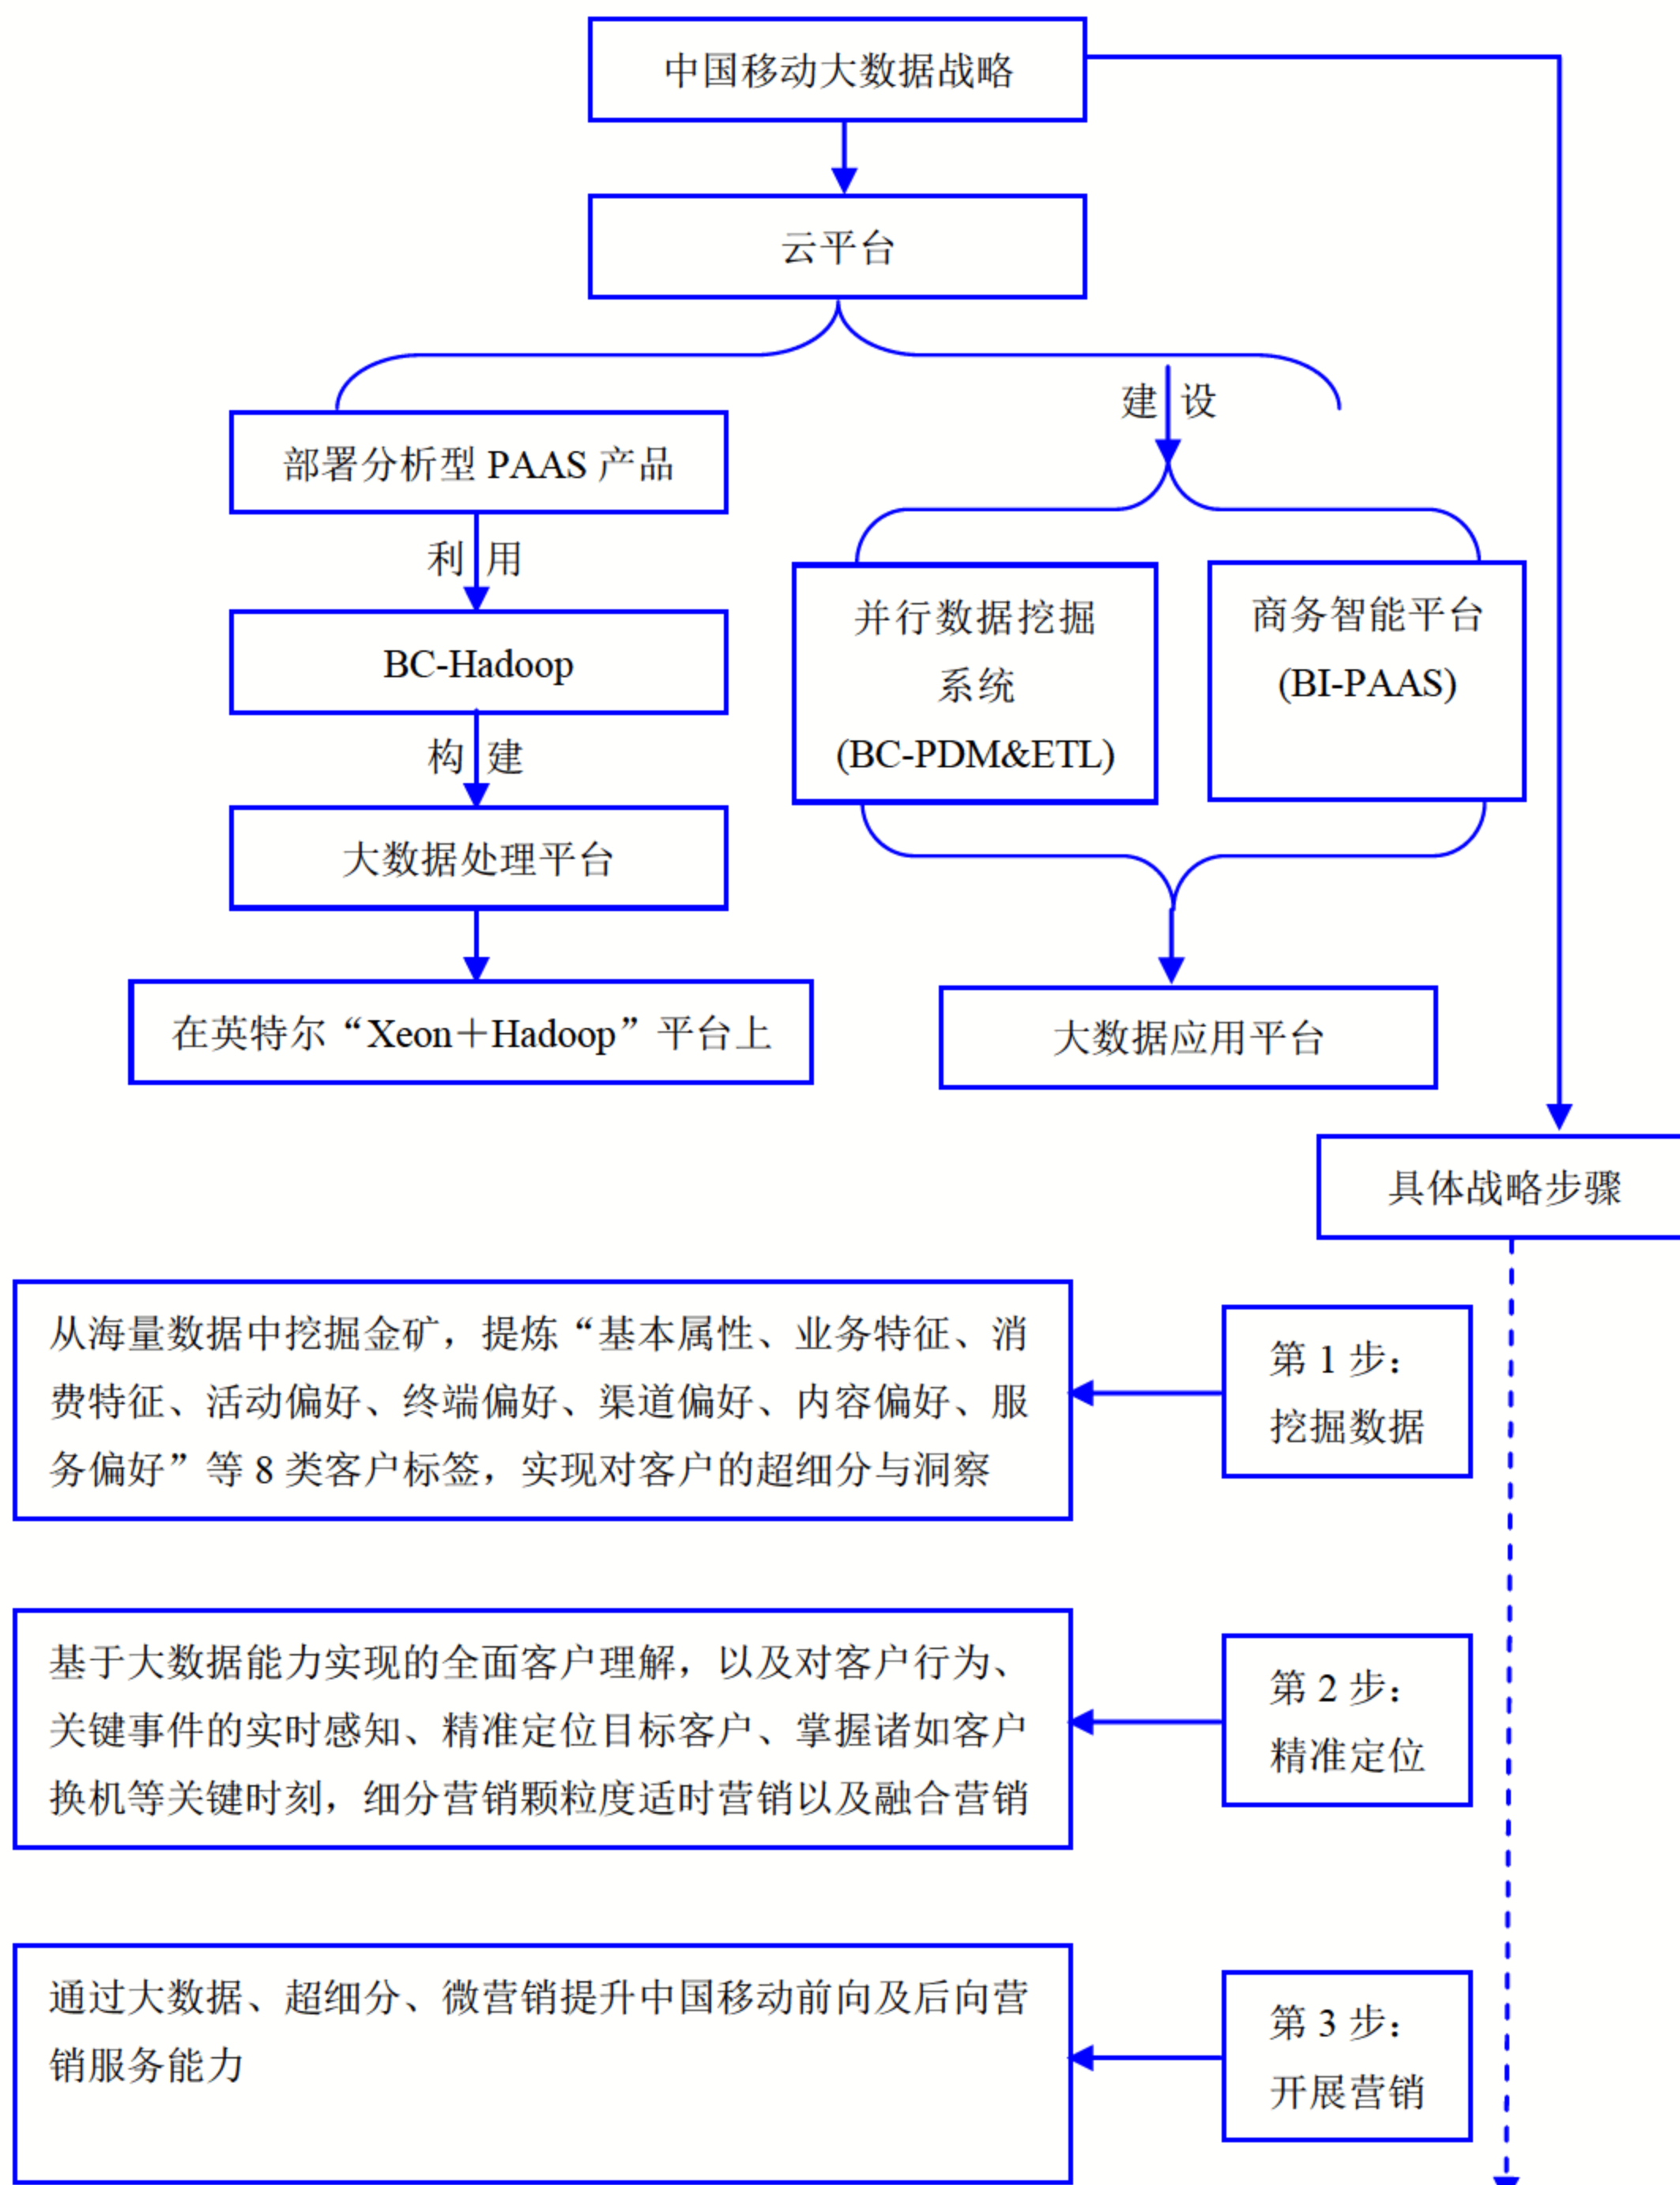 中国移动大数据战略
云平台
建 设
部署分析型 PAAS 产品
利 用
BC-Hadoop
构 建
大数据处理平台
在英特尔“Xeon＋Hadoop”平台上
并行数据挖掘
系统
(BC-PDM&ETL)
商务智能平台
(BI-PAAS)
大数据应用平台
具体战略步骤
第 1 步：
挖掘数据
从海量数据中挖掘金矿，提炼“基本属性、业务特征、消
费特征、活动偏好、终端偏好、渠道偏好、内容偏好、服
务偏好”等 8 类客户标签，实现对客户的超细分与洞察
第 2 步：
精准定位
基于大数据能力实现的全面客户理解，以及对客户行为、
关键事件的实时感知、精准定位目标客户、掌握诸如客户
换机等关键时刻，细分营销颗粒度适时营销以及融合营销
第 3 步：
开展营销
通过大数据、超细分、微营销提升中国移动前向及后向营
销服务能力